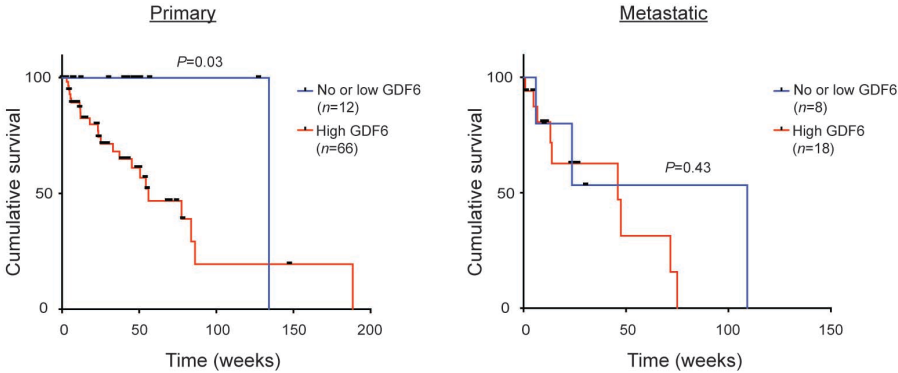 Primary
Cumulative survival
100
50
0
P=0.03
No or low GDF6
(n=12)
High GDF6
(n=66)
0 50 100 150 200
Time (weeks)
Metastatic
Cumulative survival
100
50
0
P=0.43
No or low GDF6
(n=8)
High GDF6
(n=18)
0 50 100 150
Time (weeks)